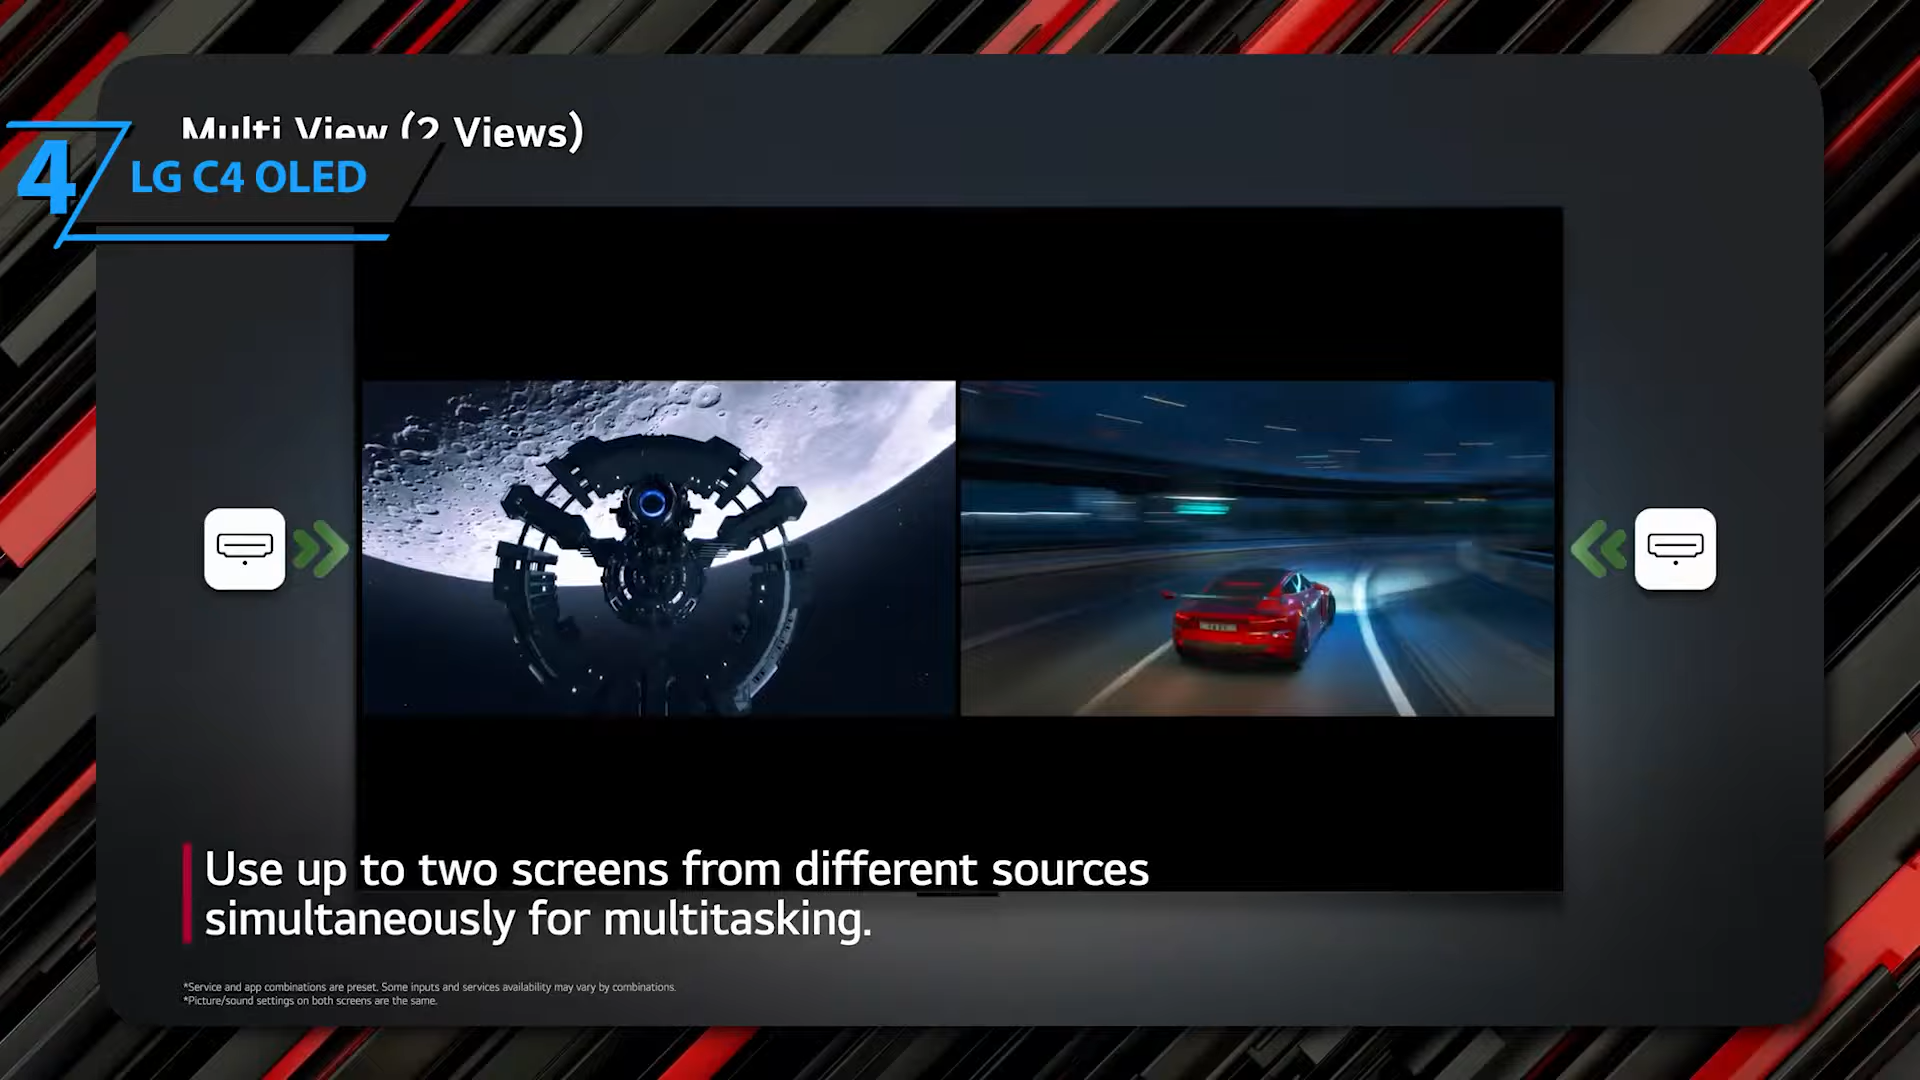 Multi View (2 Views)
4
LG C4 OLED
Use up to two screens from different sources
simultaneously for multitasking.
*Service and app combinations are preset. Some inputs and services availability may vary by combinations.
*Picture/sound settings on both screens are the same.